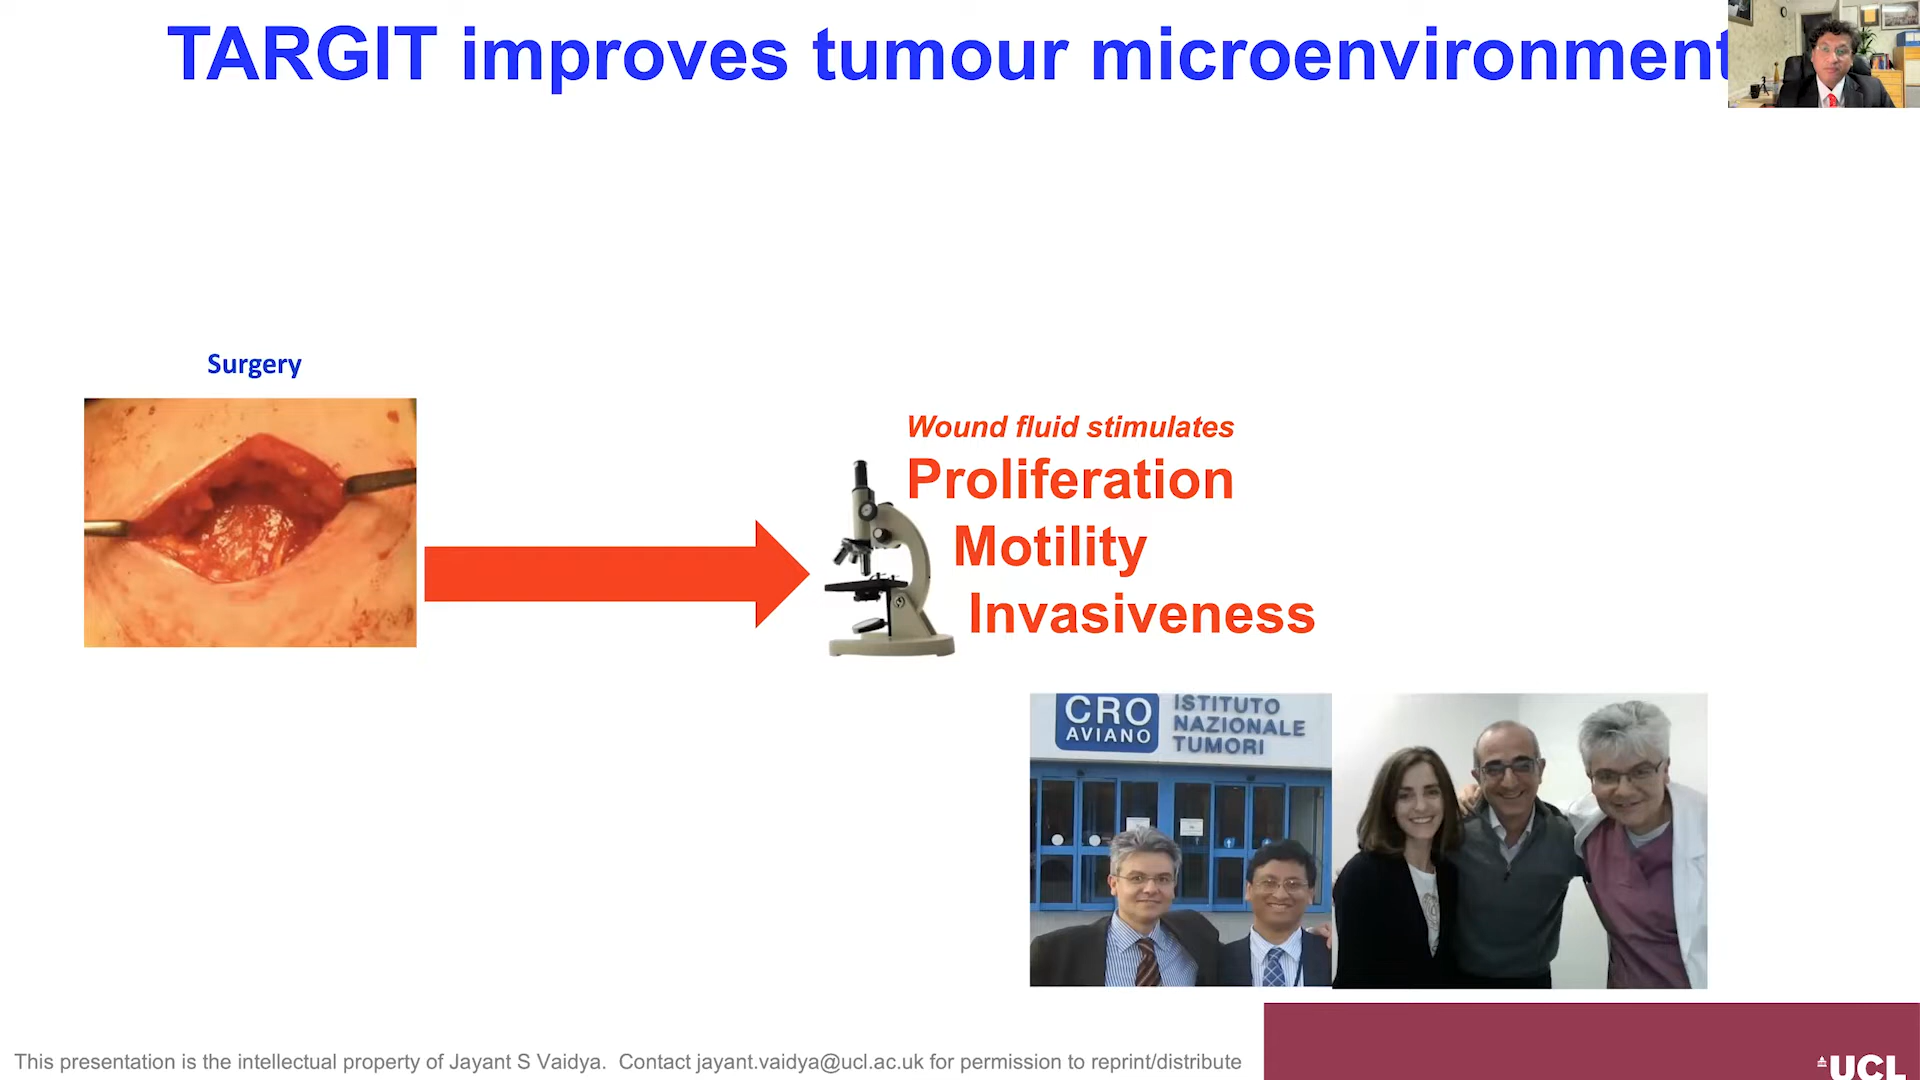 TARGIT improves tumour microenvironment
Surgery
Wound fluid stimulates
Proliferation
Motility
Invasiveness
CRO
AVIANO
ISTITUTO
NAZIONALE
TUMORI
This presentation is the intellectual property of Jayant S Vaidya. Contact jayant.vaidya@ucl.ac.uk for permission to reprint/distribute
UCL